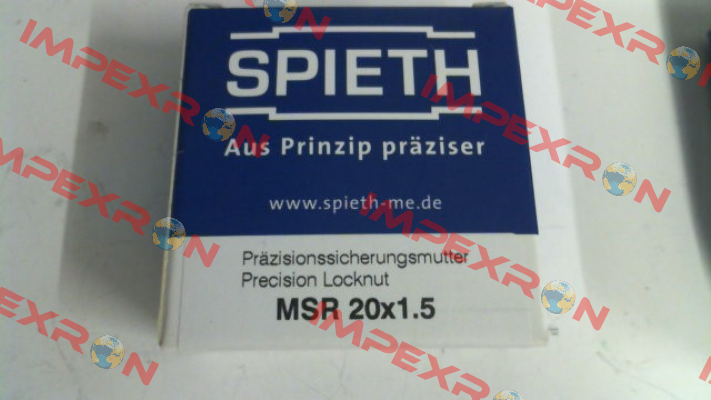 SPIETH
Aus Prinzip präziser
www.spieth-me.de
Präzisionssicherungsmutter
Precision Locknut
MSR 20x1.5
IMPEXRON
IMPEXRON
IMPEXRON
IMPEXRON
IMPEXRON
IMPEXRON